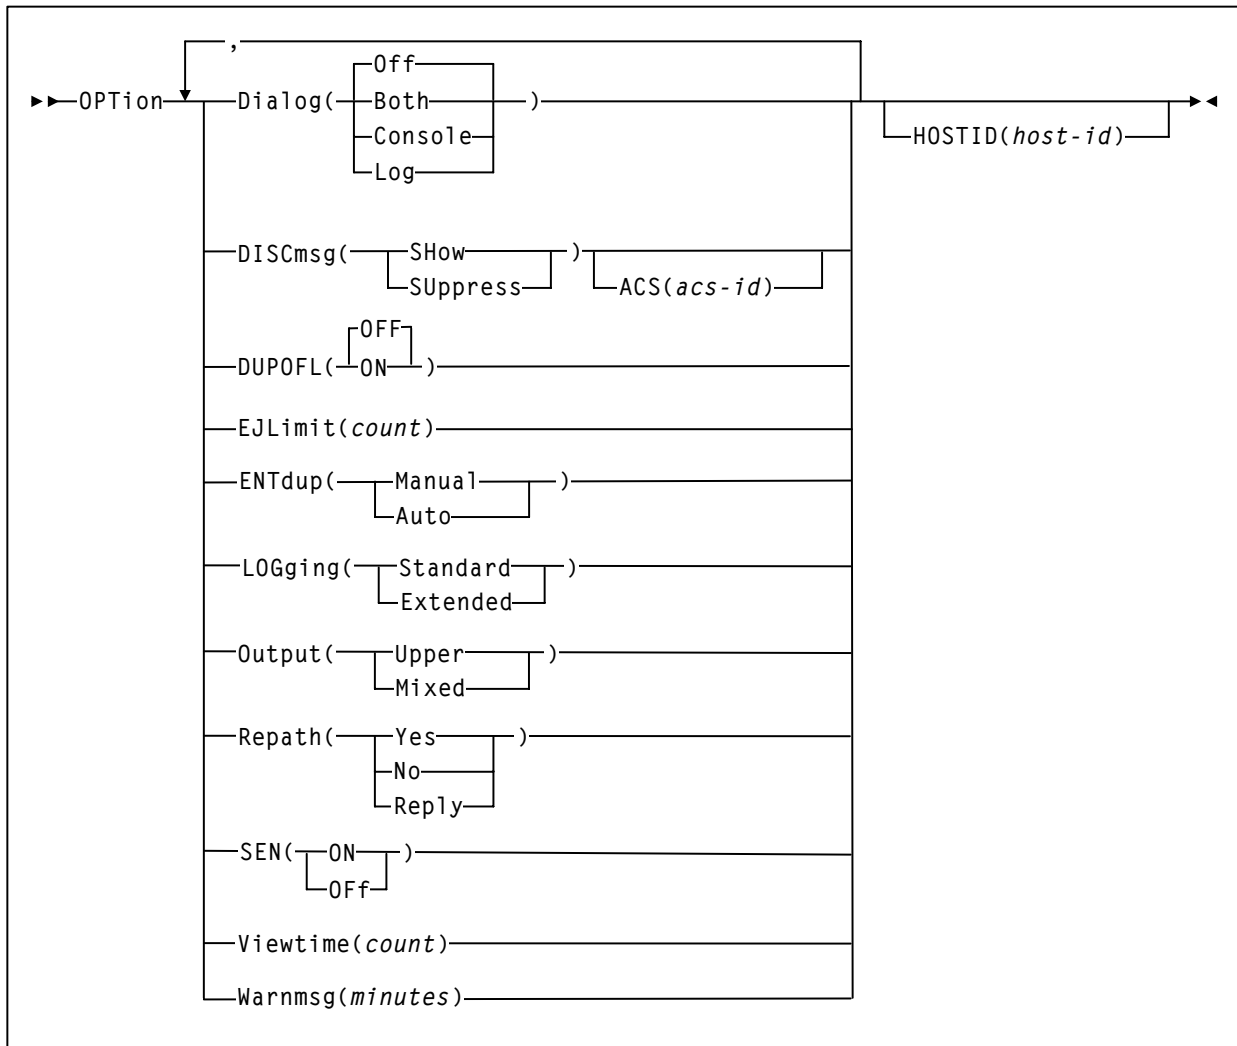 ,
OPTion Dialog( Off )
Both
Console
Log
HOSTID(host-id)
DISCmsg( SHow )
SUppress
ACS(acs-id)
DUPOFL( OFF )
ON
EJLimit(count)
ENTdup( Manual )
Auto
LOGging( Standard )
Extended
Output( Upper )
Mixed
Repath( Yes )
No
Reply
SEN( ON )
OFf
Viewtime(count)
Warnmsg(minutes)